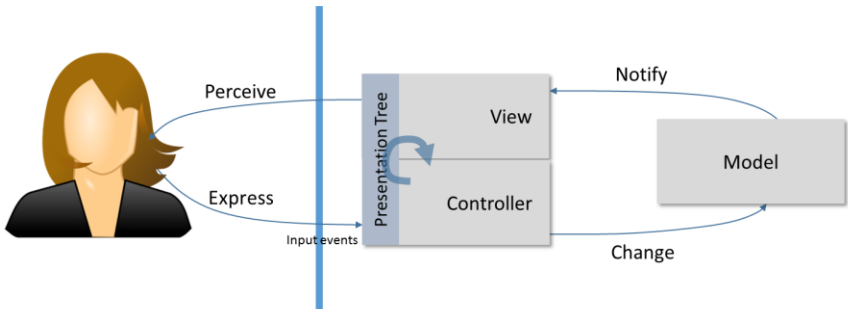 Perceive
Express
Input events
Presentation Tree
View
Controller
Notify
Change
Model